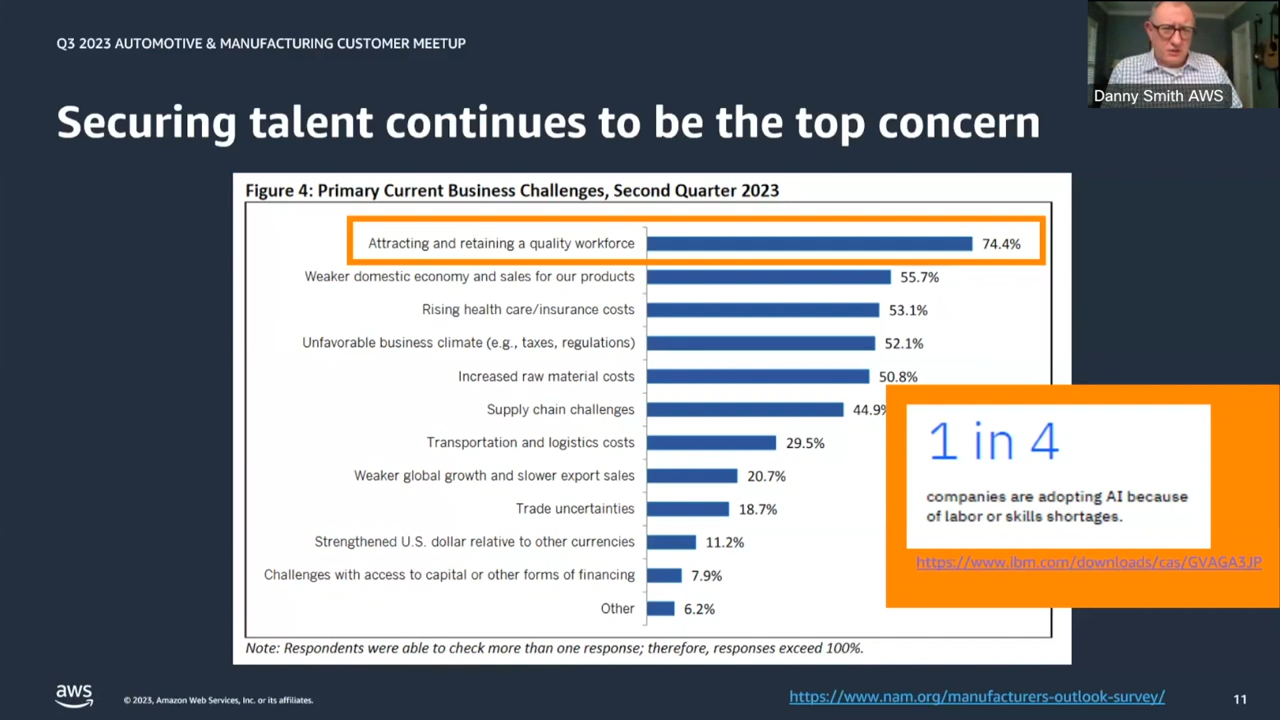 Q3 2023 AUTOMOTIVE & MANUFACTURING CUSTOMER MEETUP
Danny Smith AWS
Securing talent continues to be the top concern
Figure 4: Primary Current Business Challenges, Second Quarter 2023
Attracting and retaining a quality workforce 74.4%
Weaker domestic economy and sales for our products 55.7%
Rising health care/insurance costs 53.1%
Unfavorable business climate (e.g., taxes, regulations) 52.1%
Increased raw material costs 50.8%
Supply chain challenges 44.9%
Transportation and logistics costs 29.5%
Weaker global growth and slower export sales 20.7%
Trade uncertainties 18.7%
Strengthened U.S. dollar relative to other currencies 11.2%
Challenges with access to capital or other forms of financing 7.9%
Other 6.2%
Note: Respondents were able to check more than one response; therefore, responses exceed 100%.
1 in 4
companies are adopting AI because
of labor or skills shortages.
https://www.ibm.com/downloads/cas/GVAGA3JP
aws
© 2023, Amazon Web Services, Inc. or its affiliates.
https://www.nam.org/manufacturers-outlook-survey/
11